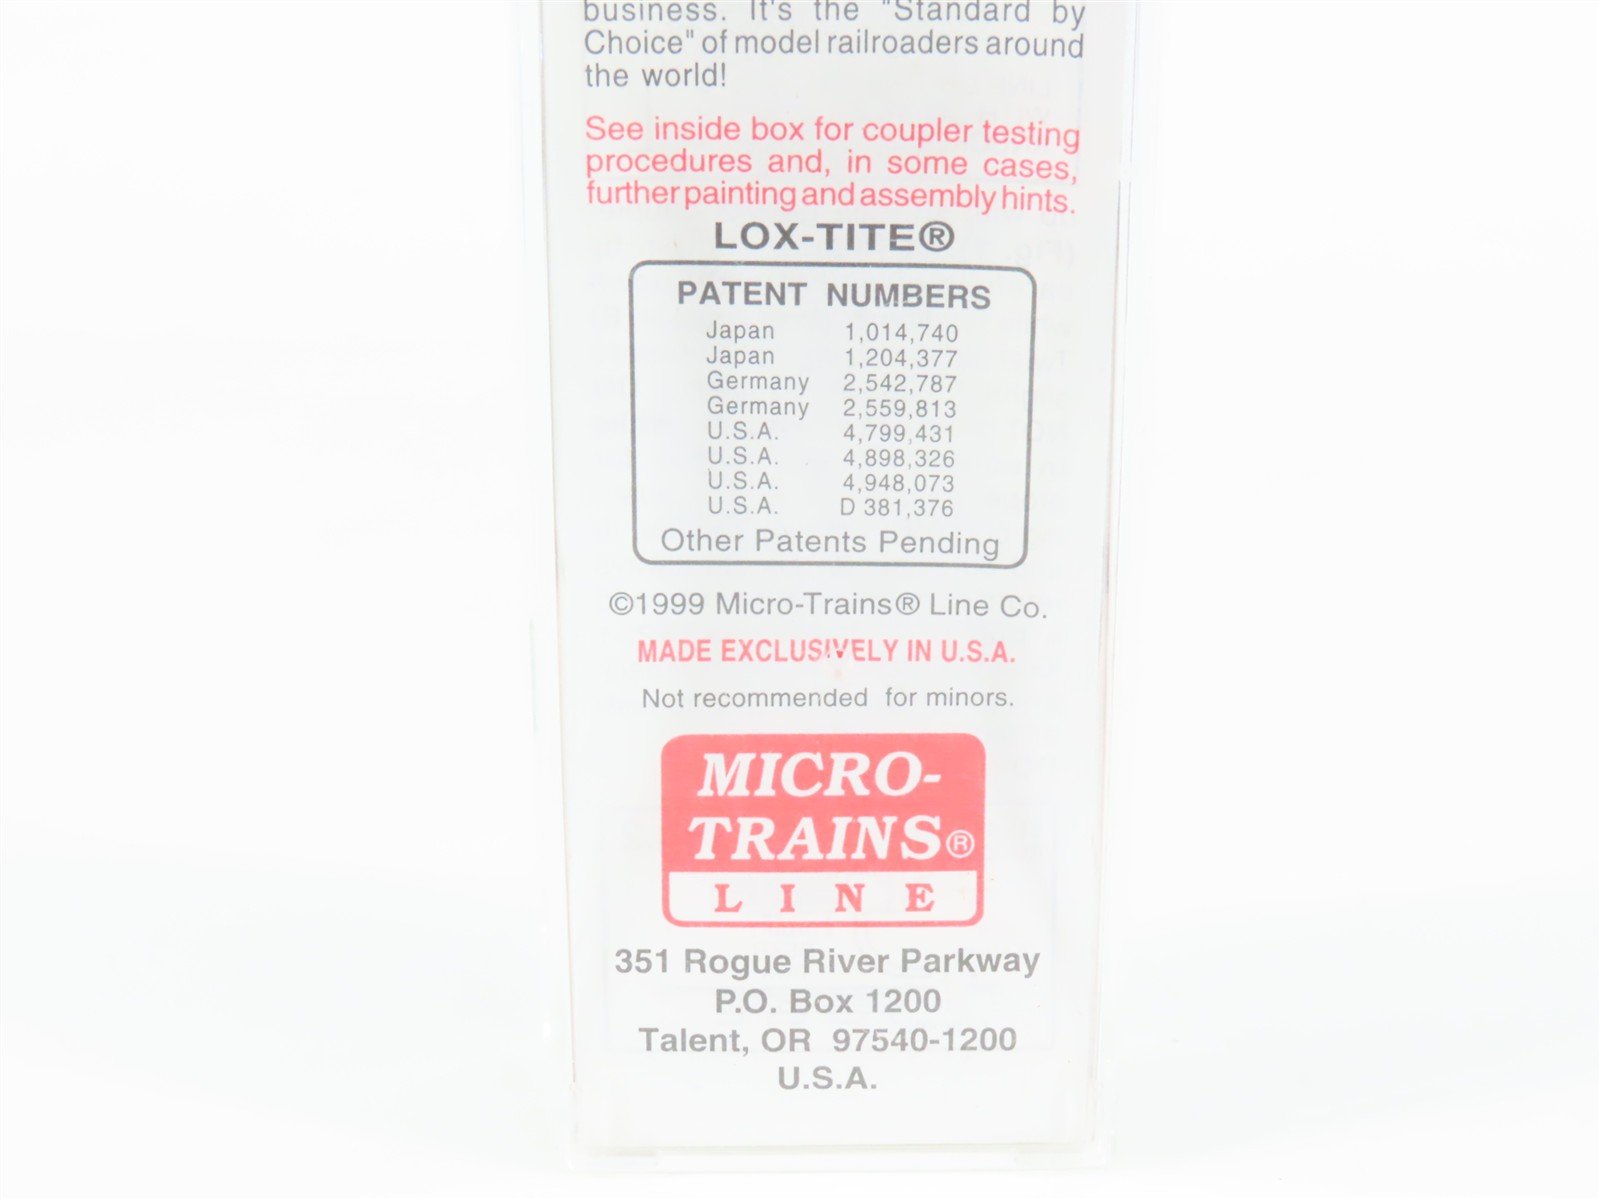 business. It's the "Standard by
Choice" of model railroaders around
the world!
See inside box for coupler testing
procedures and, in some cases,
further painting and assembly hints.
LOX-TITE®
PATENT NUMBERS
Japan 1,014,740
Japan 1,204,377
Germany 2,542,787
Germany 2,559,813
U.S.A. 4,799,431
U.S.A. 4,898,326
U.S.A. 4,948,073
U.S.A. D 381,376
Other Patents Pending
©1999 Micro-Trains® Line Co.
MADE EXCLUSIVELY IN U.S.A.
Not recommended for minors.
MICRO-
TRAINS®
LINE
351 Rogue River Parkway
P.O. Box 1200
Talent, OR 97540-1200
U.S.A.